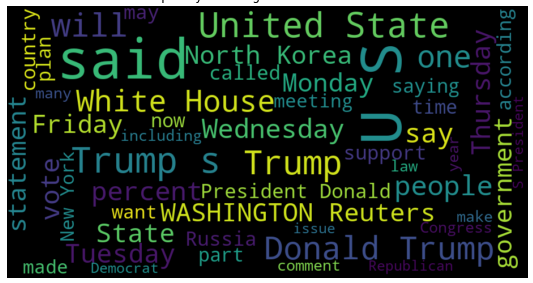 country
plan
will
may
United State
said
North Korea
U S
one
Thursday
according
called
Monday
saying
many
White House
meeting
time
Friday
now
including
Wednesday
say
statement
vote
New York
Trump s
Trump
support
law
year
s President
percent
President Donald
people
government
want
WASHINGTON Reuters
make
State
Tuesday
Russia
part
issue
Donald Trump
Congress
made
Democrat
comment
Republican